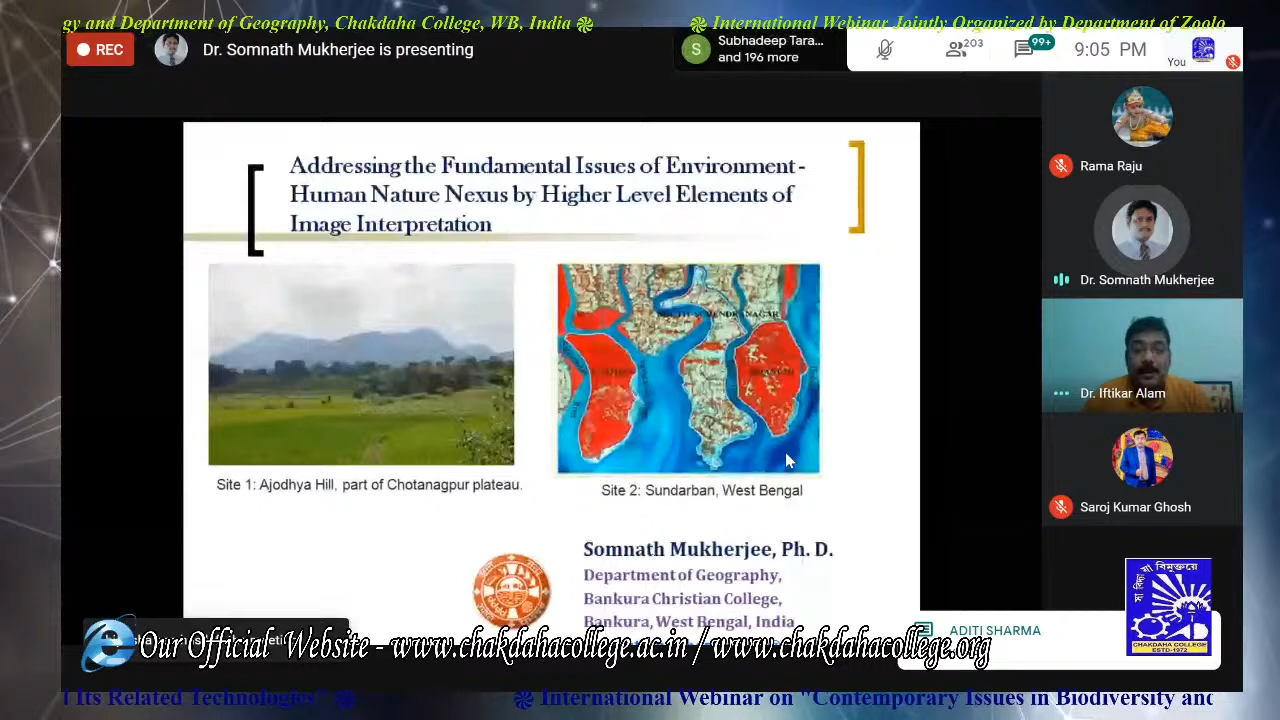 gy and Department of Geography, Chakdaha College, WB, India ֍ ֍ International Webinar Jointly Organized by Department of Zoolo
REC
Dr. Somnath Mukherjee is presenting
Subhadeep Tara...
and 196 more
203
99+
9:05 PM
You
Rama Raju
Dr. Somnath Mukherjee
Dr. Iftikar Alam
Saroj Kumar Ghosh
Addressing the Fundamental Issues of Environment -
Human Nature Nexus by Higher Level Elements of
Image Interpretation
Site 1: Ajodhya Hill, part of Chotanagpur plateau.
Site 2: Sundarban, West Bengal
Somnath Mukherjee, Ph. D.
Department of Geography,
Bankura Christian College,
Bankura, West Bengal, India
ADITI SHARMA
সা বিদ্যা যা বিমুক্তয়ে
CHAKDAHA COLLEGE
ESTD-1972
Our Official Website - www.chakdahacollege.ac.in / www.chakdahacollege.org
l Its Related Technologies" ֍ ֍ International Webinar on "Contemporary Issues in Biodiversity and